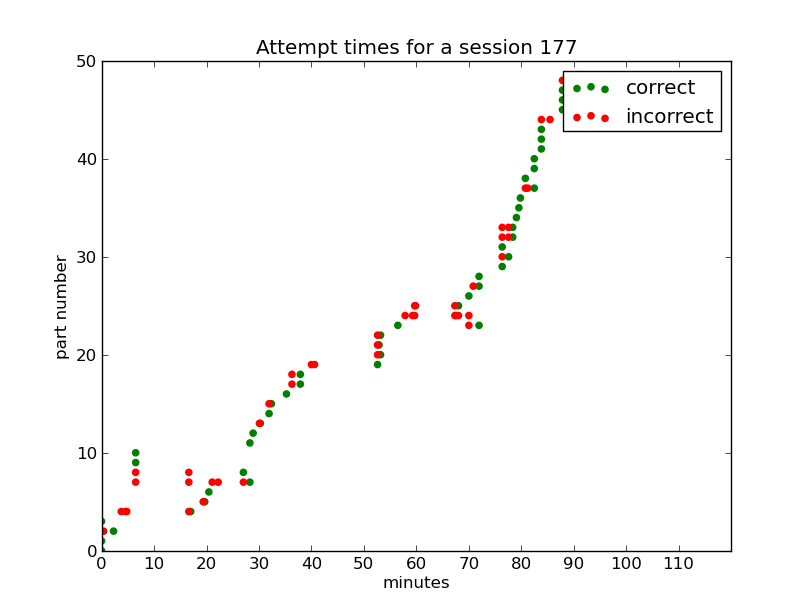 Attempt times for a session 177
50
40
30
20
10
0
part number
correct
incorrect
0 10 20 30 40 50 60 70 80 90 100 110
minutes